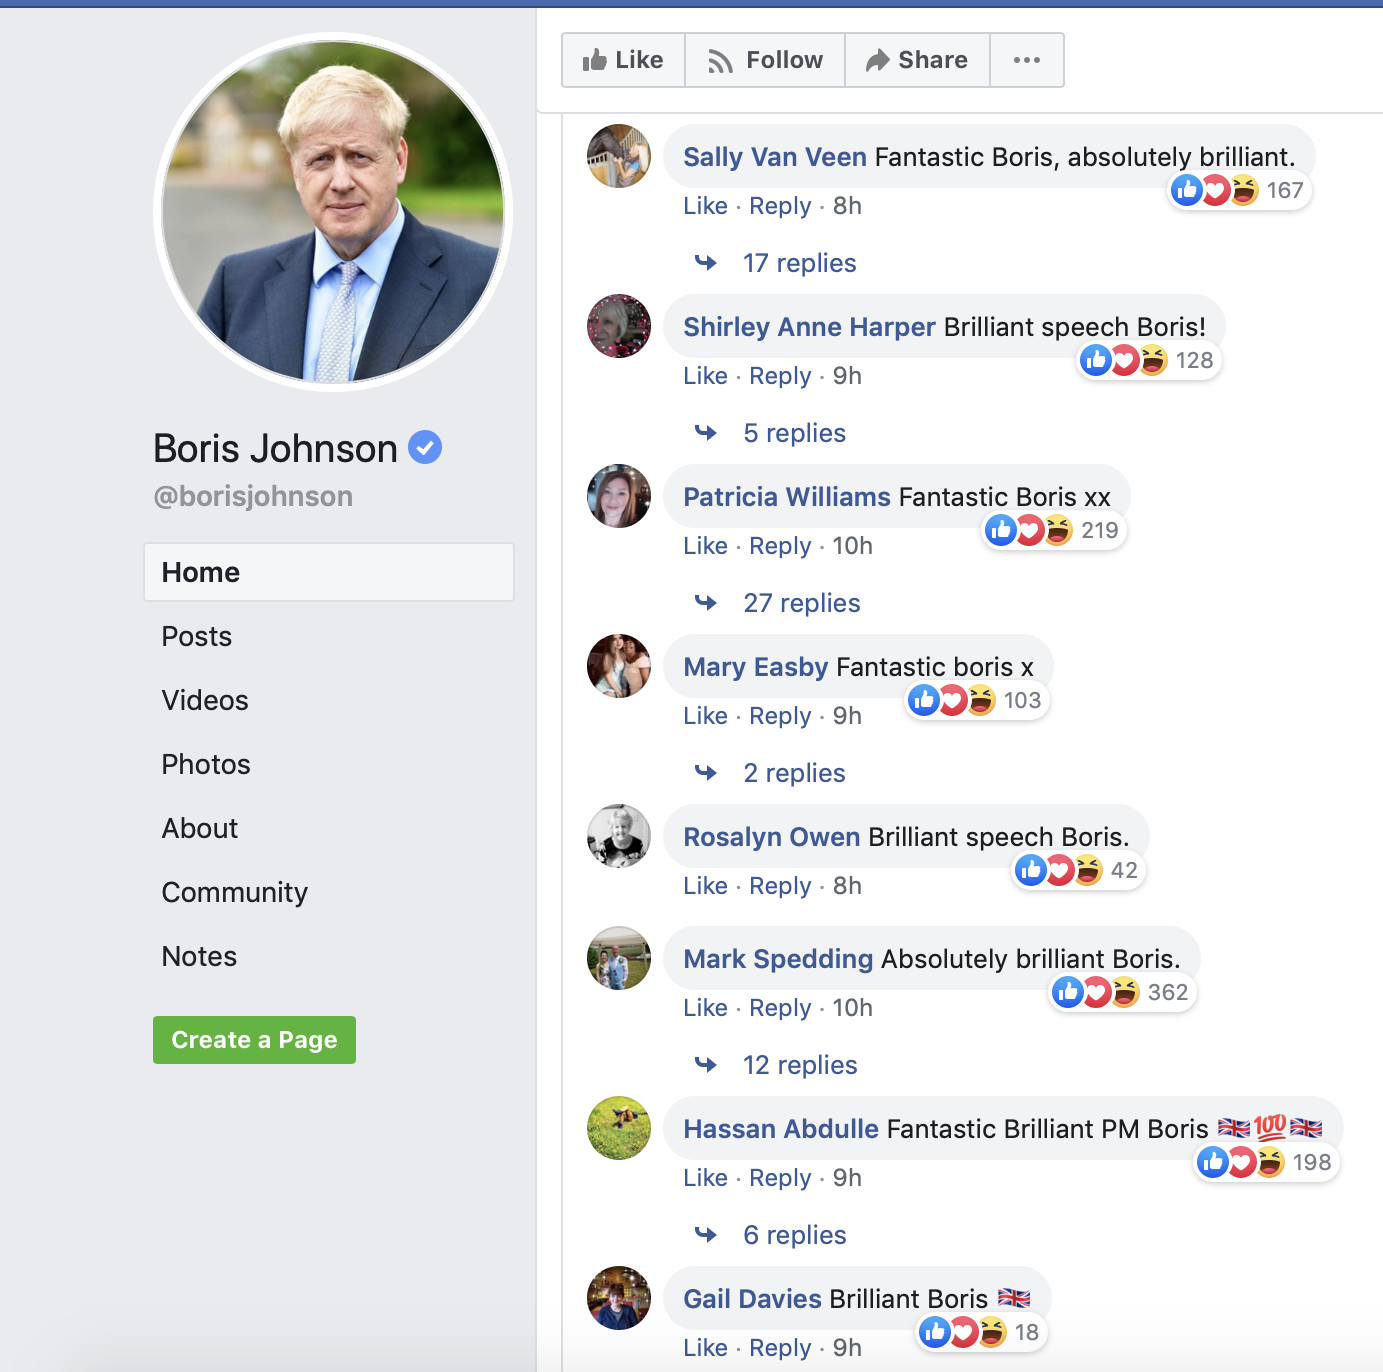 Like Follow Share ...
Boris Johnson
@borisjohnson
Home
Posts
Videos
Photos
About
Community
Notes
Create a Page
Sally Van Veen Fantastic Boris, absolutely brilliant.
167
Like · Reply · 8h
17 replies
Shirley Anne Harper Brilliant speech Boris!
128
Like · Reply · 9h
5 replies
Patricia Williams Fantastic Boris xx
219
Like · Reply · 10h
27 replies
Mary Easby Fantastic boris x
103
Like · Reply · 9h
2 replies
Rosalyn Owen Brilliant speech Boris.
42
Like · Reply · 8h
Mark Spedding Absolutely brilliant Boris.
362
Like · Reply · 10h
12 replies
Hassan Abdulle Fantastic Brilliant PM Boris 🇬🇧💯🇬🇧
198
Like · Reply · 9h
6 replies
Gail Davies Brilliant Boris 🇬🇧
18
Like · Reply · 9h